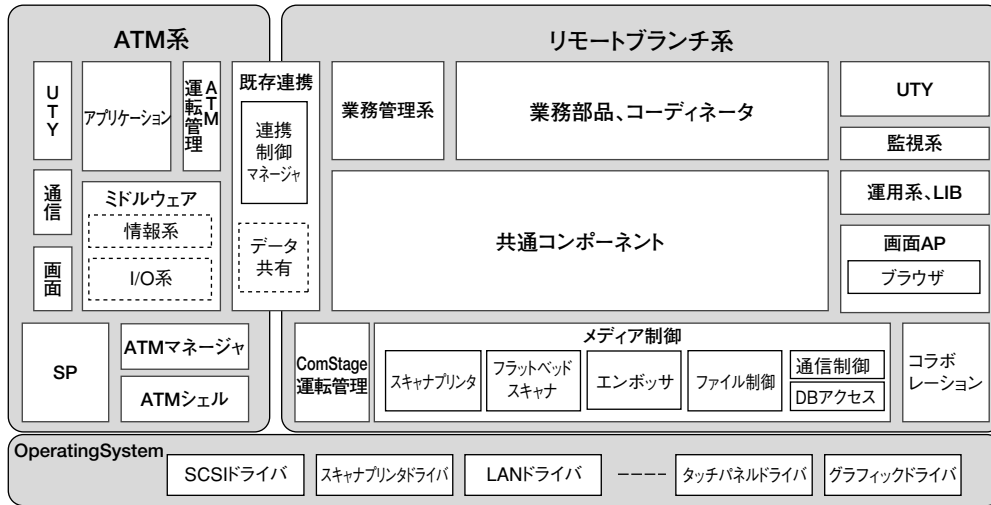 ATM系
UTY
アプリケーション
ATM
運転管理
通信
画面
ミドルウェア
情報系
I/O系
SP
ATMマネージャ
ATMシェル
既存連携
連携
制御
マネージャ
データ
共有
リモートブランチ系
業務管理系
業務部品、コーディネータ
UTY
監視系
共通コンポーネント
運用系、LIB
画面AP
ブラウザ
ComStage
運転管理
メディア制御
スキャナプリンタ
フラットベッド
スキャナ
エンボッサ
ファイル制御
通信制御
DBアクセス
コラボ
レーション
OperatingSystem
SCSIドライバ
スキャナプリンタドライバ
LANドライバ
タッチパネルドライバ
グラフィックドライバ